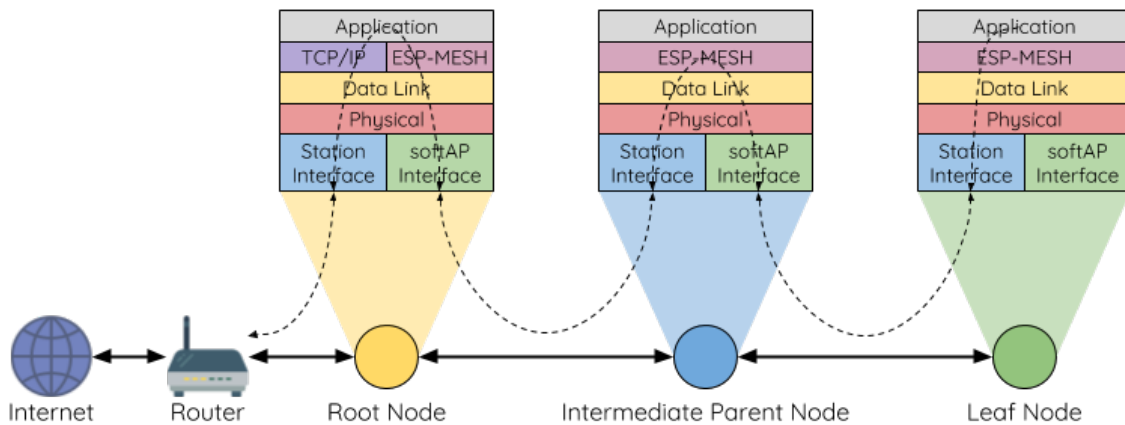 Application
TCP/IP
ESP-MESH
Data Link
Physical
Station
Interface
softAP
Interface
Application
ESP-MESH
Data Link
Physical
Station
Interface
softAP
Interface
Application
ESP-MESH
Data Link
Physical
Station
Interface
softAP
Interface
Internet
Router
Root Node
Intermediate Parent Node
Leaf Node